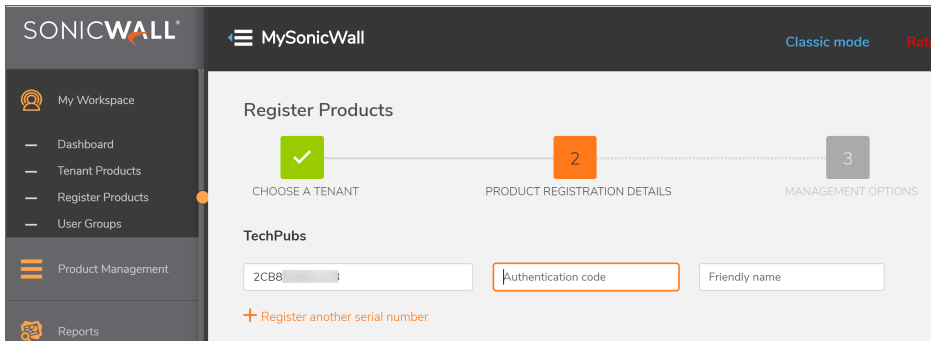 SONICWALL
MySonicWall
Classic mode
My Workspace
Dashboard
Tenant Products
Register Products
User Groups
Product Management
Reports
Register Products
2
3
CHOOSE A TENANT
PRODUCT REGISTRATION DETAILS
MANAGEMENT OPTIONS
TechPubs
2CB8
Authentication code
Friendly name
+ Register another serial number